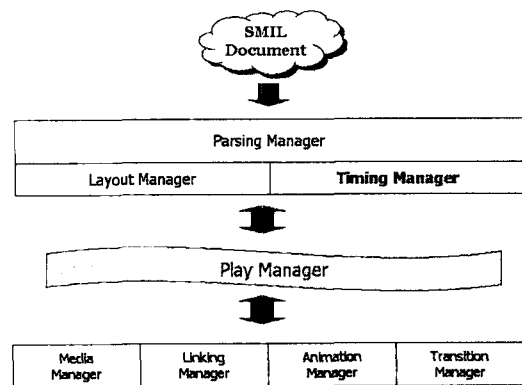 SMIL
Document
Parsing Manager
Layout Manager
Timing Manager
Play Manager
Media
Manager
Linking
Manager
Animation
Manager
Transition
Manager